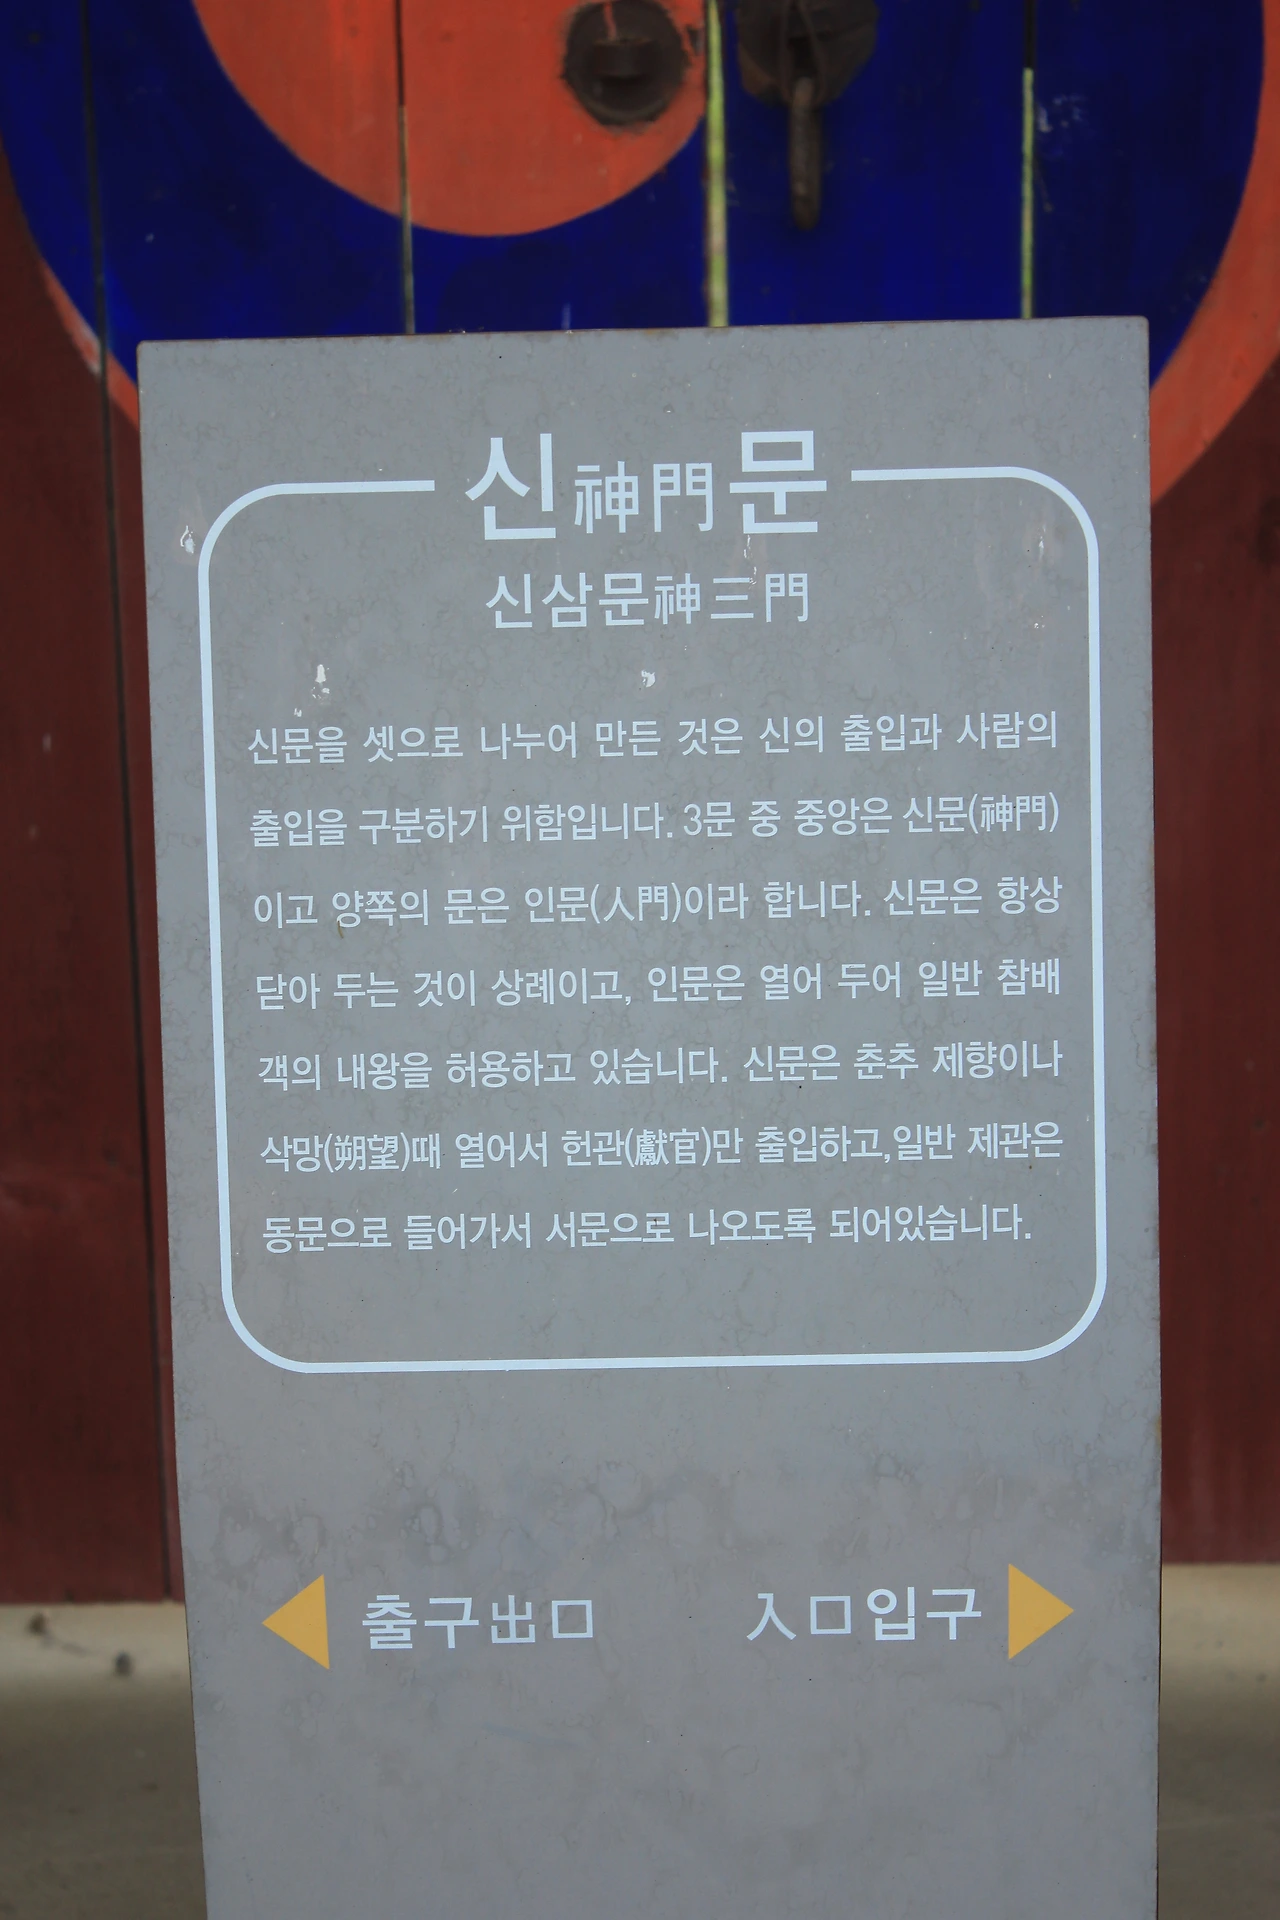 신神門문
신삼문神三門
신문을 셋으로 나누어 만든 것은 신의 출입과 사람의
출입을 구분하기 위함입니다. 3문 중 중앙은 신문(神門)
이고 양쪽의 문은 인문(人門)이라 합니다. 신문은 항상
닫아 두는 것이 상례이고, 인문은 열어 두어 일반 참배
객의 내왕을 허용하고 있습니다. 신문은 춘추 제향이나
삭망(朔望)때 열어서 헌관(獻官)만 출입하고,일반 제관은
동문으로 들어가서 서문으로 나오도록 되어있습니다.
출구出口 入口입구